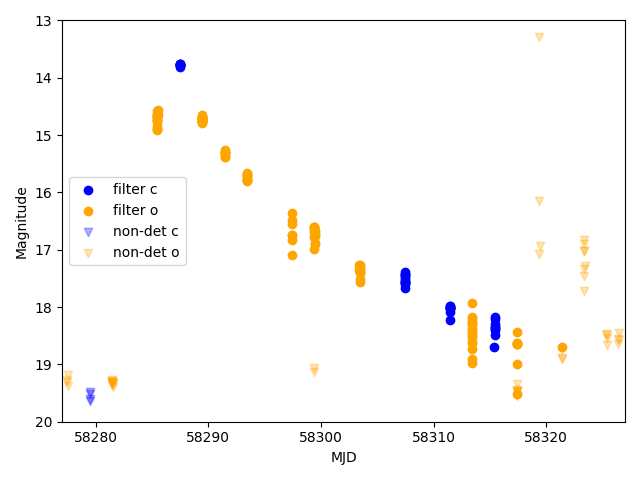 13
14
15
16
17
18
19
20
Magnitude
filter c
filter o
non-det c
non-det o
58280 58290 58300 58310 58320
MJD